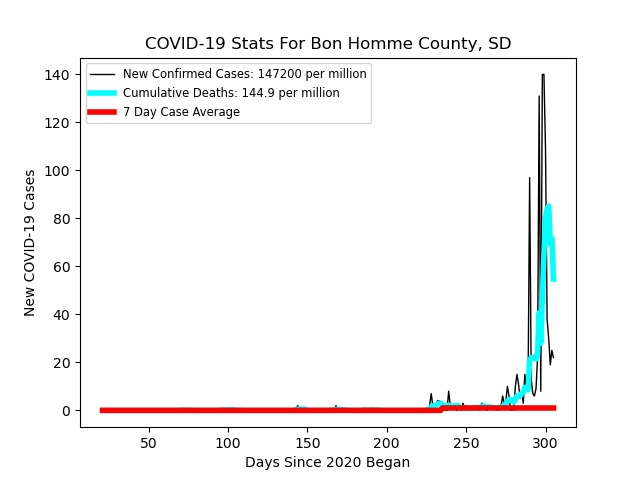 COVID-19 Stats For Bon Homme County, SD
New Confirmed Cases: 147200 per million
Cumulative Deaths: 144.9 per million
7 Day Case Average
140
120
100
80
60
40
20
0
New COVID-19 Cases
50 100 150 200 250 300
Days Since 2020 Began